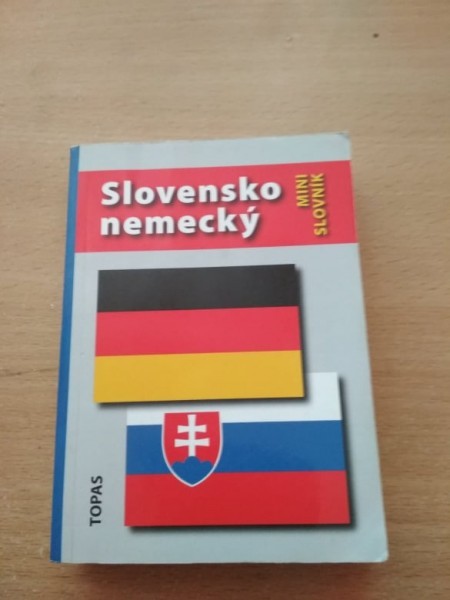 Slovensko
nemecký
MINI
SLOVNÍK
TOPAS